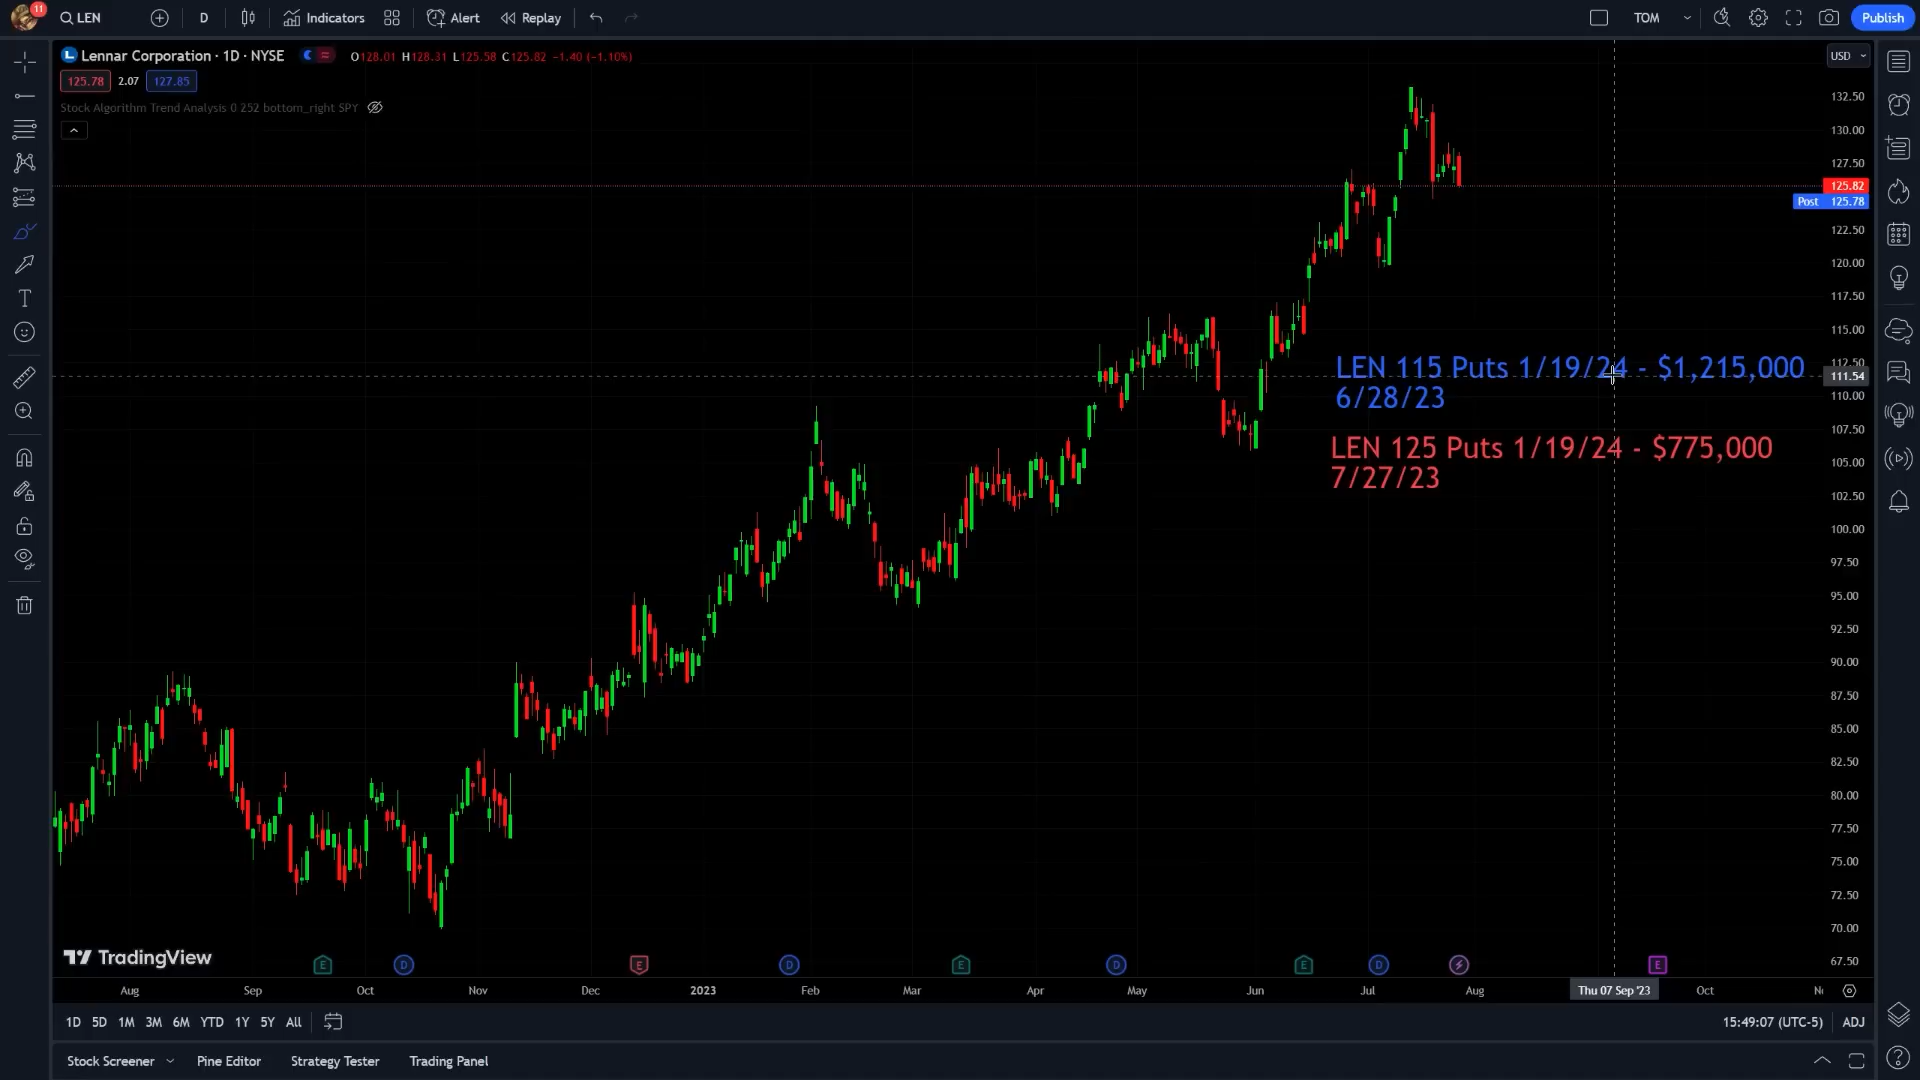 11
LEN
D
Indicators
Alert
Replay
TOM
Publish
Lennar Corporation · 1D · NYSE
O128.01 H128.31 L125.58 C125.82 −1.40 (−1.10%)
USD
125.78 2.07 127.85
Stock Algorithm Trend Analysis 0 252 bottom_right SPY
132.50
130.00
127.50
125.82
Post 125.78
122.50
120.00
117.50
115.00
112.50
111.54
110.00
107.50
105.00
102.50
100.00
97.50
95.00
92.50
90.00
87.50
85.00
82.50
80.00
77.50
75.00
72.50
70.00
67.50
LEN 115 Puts 1/19/24 - $1,215,000
6/28/23
LEN 125 Puts 1/19/24 - $775,000
7/27/23
TradingView
E D E D E D E D E
Aug Sep Oct Nov Dec 2023 Feb Mar Apr May Jun Jul Aug Thu 07 Sep '23 Oct
1D 5D 1M 3M 6M YTD 1Y 5Y All
15:49:07 (UTC-5) ADJ
Stock Screener Pine Editor Strategy Tester Trading Panel